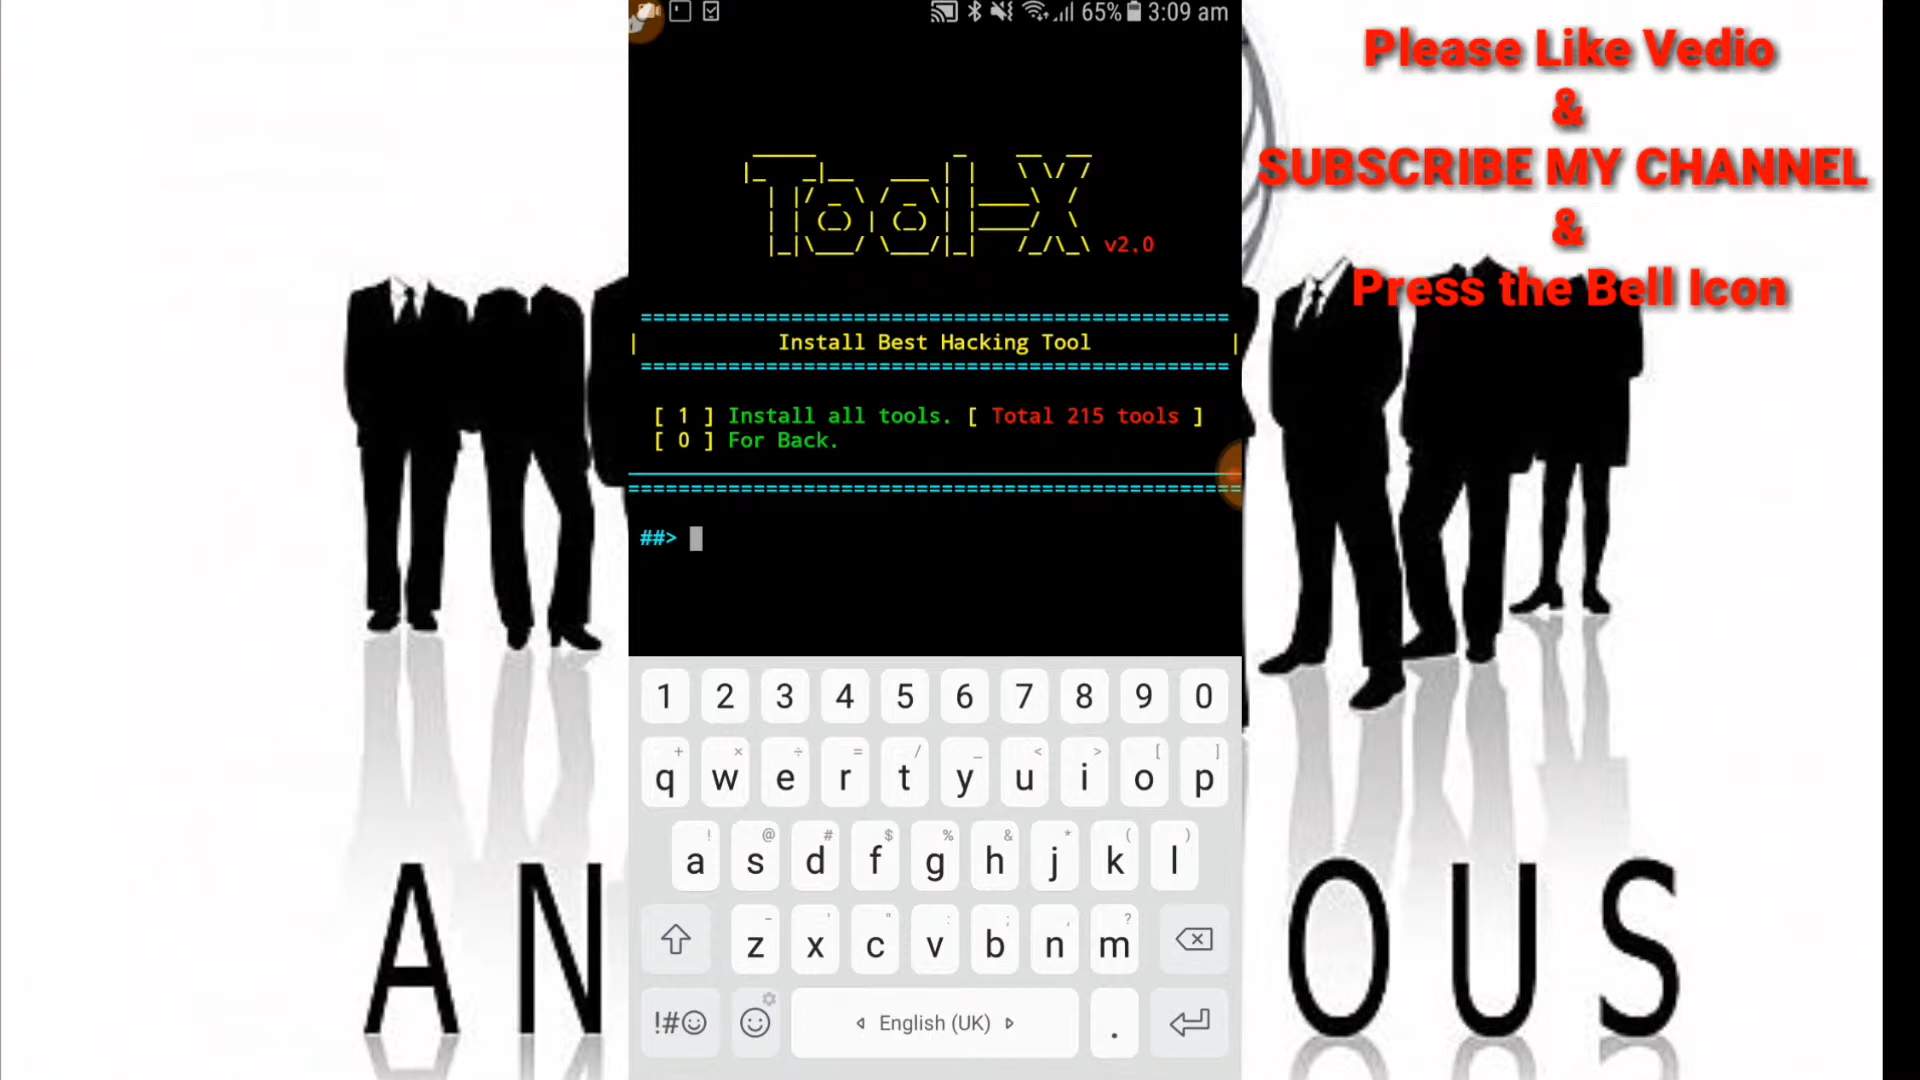 65% 3:09 am
Please Like Vedio
&
SUBSCRIBE MY CHANNEL
&
Press the Bell Icon
Tool-X v2.0
==============================================
| Install Best Hacking Tool |
==============================================
[ 1 ] Install all tools. [ Total 215 tools ]
[ 0 ] For Back.
=================================================
##>
1 2 3 4 5 6 7 8 9 0
+ × ÷ = / _ < > [ ]
q w e r t y u i o p
! @ # $ % & * ( )
a s d f g h j k l
- ' " : ; , ?
z x c v b n m
!#☺ English (UK) .
AN OUS